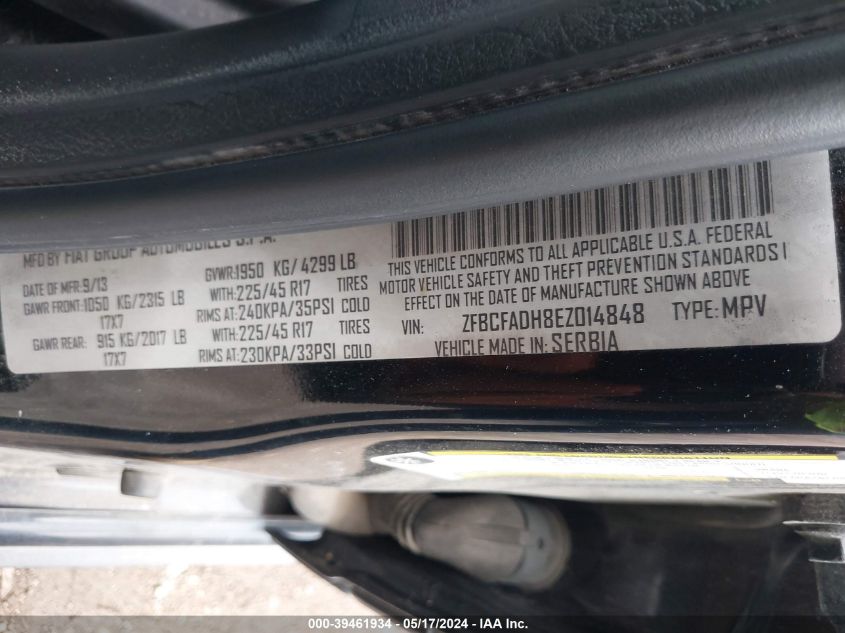 MFD BY FIAT GROUP AUTOMOBILES S.P.A.
DATE OF MFR: 9/13 GVWR:1950 KG/ 4299 LB
GAWR FRONT:1050 KG/2315 LB WITH:225/45 R17 TIRES
17X7 RIMS AT:240KPA/35PSI COLD
GAWR REAR: 915 KG/2017 LB WITH:225/45 R17 TIRES
17X7 RIMS AT:230KPA/33PSI COLD
THIS VEHICLE CONFORMS TO ALL APPLICABLE U.S.A. FEDERAL
MOTOR VEHICLE SAFETY AND THEFT PREVENTION STANDARDS I
EFFECT ON THE DATE OF MANUFACTURE SHOWN ABOVE
VIN: ZFBCFADH8EZ014848 TYPE: MPV
VEHICLE MADE IN: SERBIA
000-39461934 - 05/17/2024 - IAA Inc.